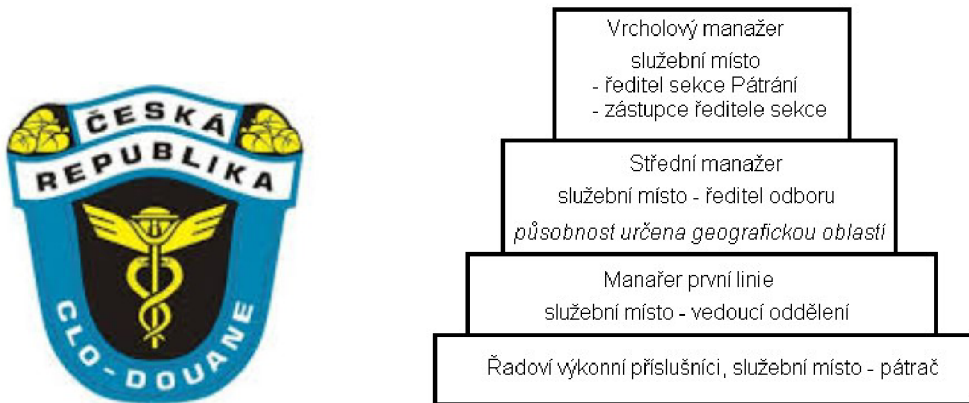 ČESKÁ
REPUBLIKA
CLO-DOUANE
Vrcholový manažer
služební místo
- ředitel sekce Pátrání
- zástupce ředitele sekce
Střední manažer
služební místo - ředitel odboru
působnost určena geografickou oblastí
Manařer první linie
služební místo - vedoucí oddělení
Řadoví výkonní příslušníci, služební místo - pátrač